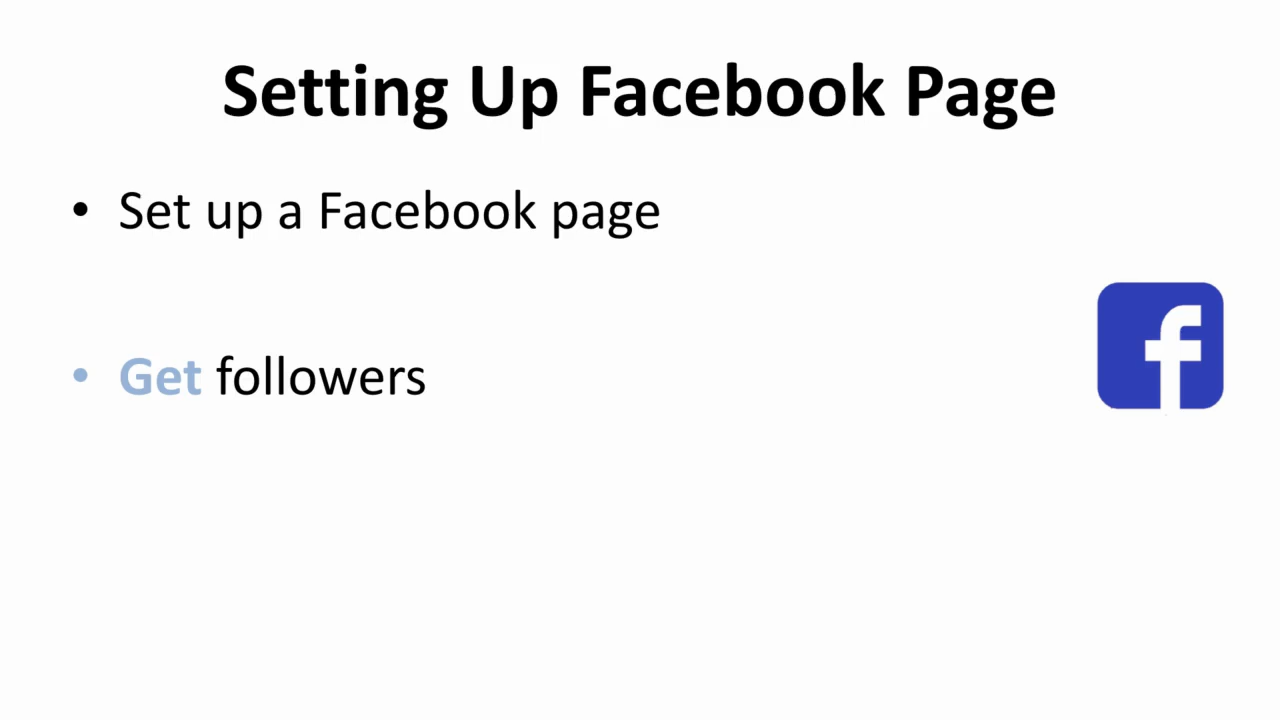 Setting Up Facebook Page
• Set up a Facebook page
• Get followers
f